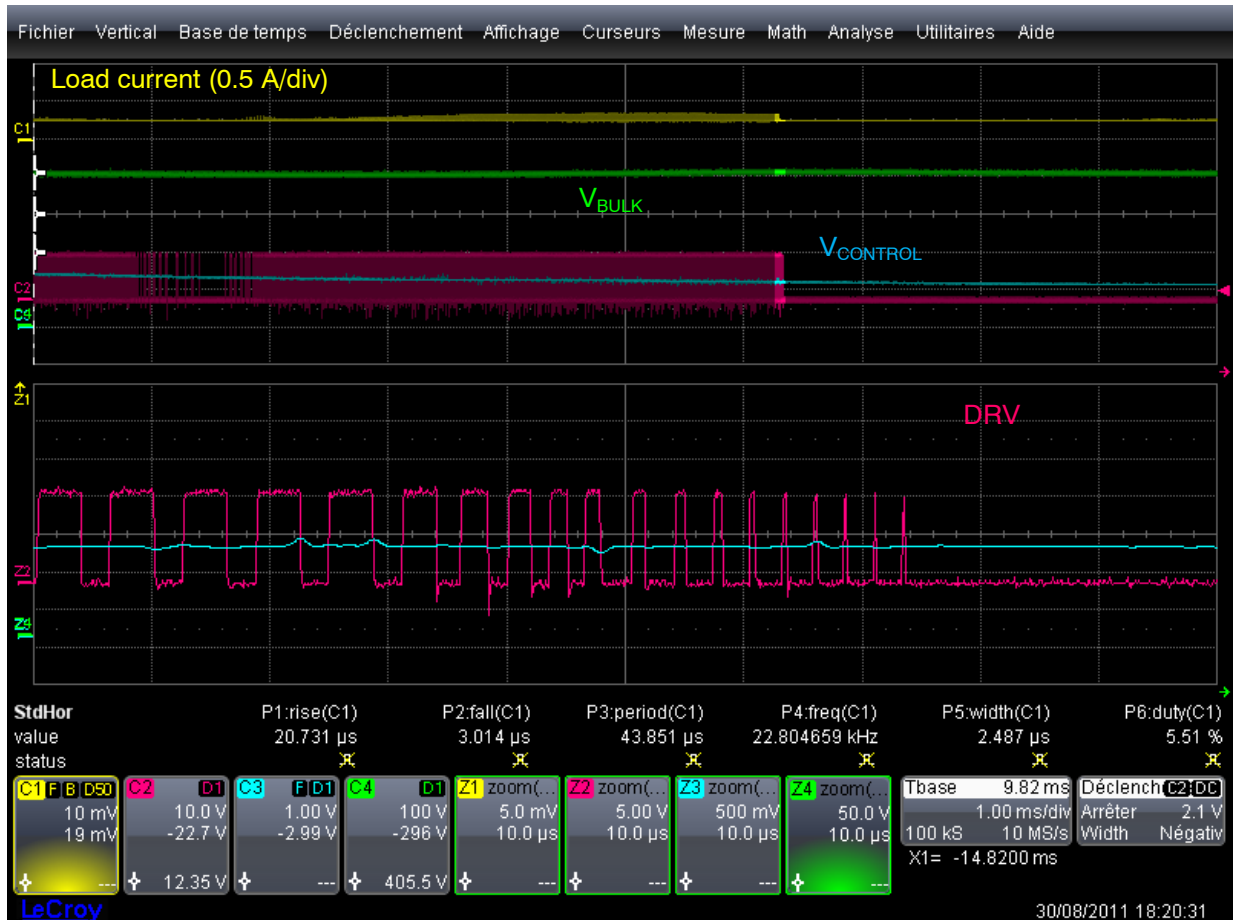 Fichier Vertical Base de temps Déclenchement Affichage Curseurs Mesure Math Analyse Utilitaires Aide
Load current (0.5 A/div)
C1
VBULK
VCONTROL
C2
C4
Z1
DRV
Z2
Z4
StdHor P1:rise(C1) P2:fall(C1) P3:period(C1) P4:freq(C1) P5:width(C1) P6:duty(C1)
value 20.731 µs 3.014 µs 43.851 µs 22.804659 kHz 2.487 µs 5.51 %
status
C1 F B D50 C2 D1 C3 F D1 C4 D1 Z1 zoom(... Z2 zoom(... Z3 zoom(... Z4 zoom(... Tbase 9.82 ms Déclench C2 DC
10 mV 10.0 V 1.00 V 100 V 5.0 mV 5.00 V 500 mV 50.0 V 1.00 ms/div Arrêter 2.1 V
19 mV -22.7 V -2.99 V -296 V 10.0 µs 10.0 µs 10.0 µs 10.0 µs 100 kS 10 MS/s Width Négatif
X1= -14.8200 ms
--- 12.35 V --- 405.5 V --- --- --- ---
LeCroy 30/08/2011 18:20:31